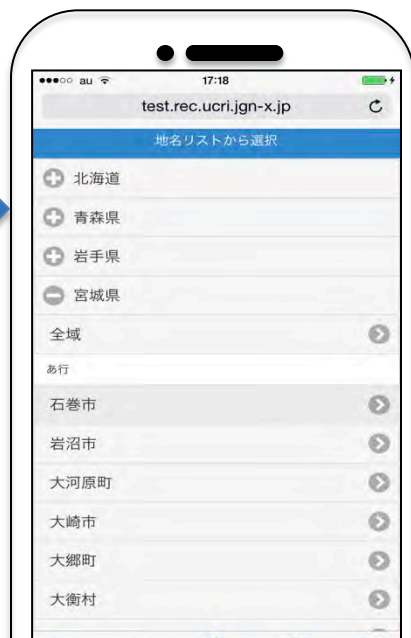 au 17:18
test.rec.ucri.jgn-x.jp
地名リストから選択
北海道
青森県
岩手県
宮城県
全域
あ行
石巻市
岩沼市
大河原町
大崎市
大郷町
大衡村